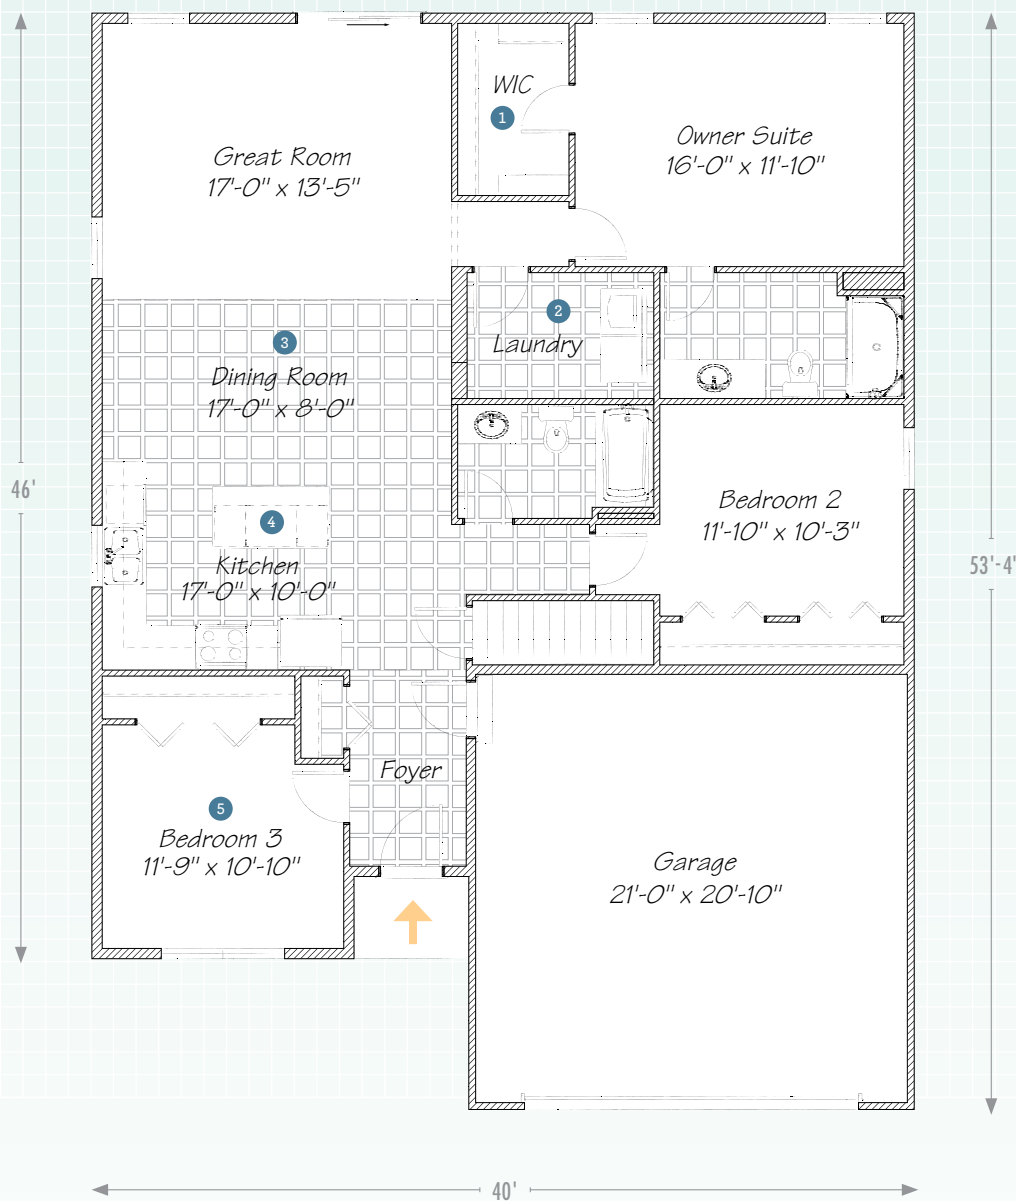 WIC
1
Owner Suite
16'-0" x 11'-10"
Great Room
17'-0" x 13'-5"
2
Laundry
3
Dining Room
17'-0" x 8'-0"
46'
4
Kitchen
17'-0" x 10'-0"
Bedroom 2
11'-10" x 10'-3"
53'-4"
Foyer
5
Bedroom 3
11'-9" x 10'-10"
Garage
21'-0" x 20'-10"
40'